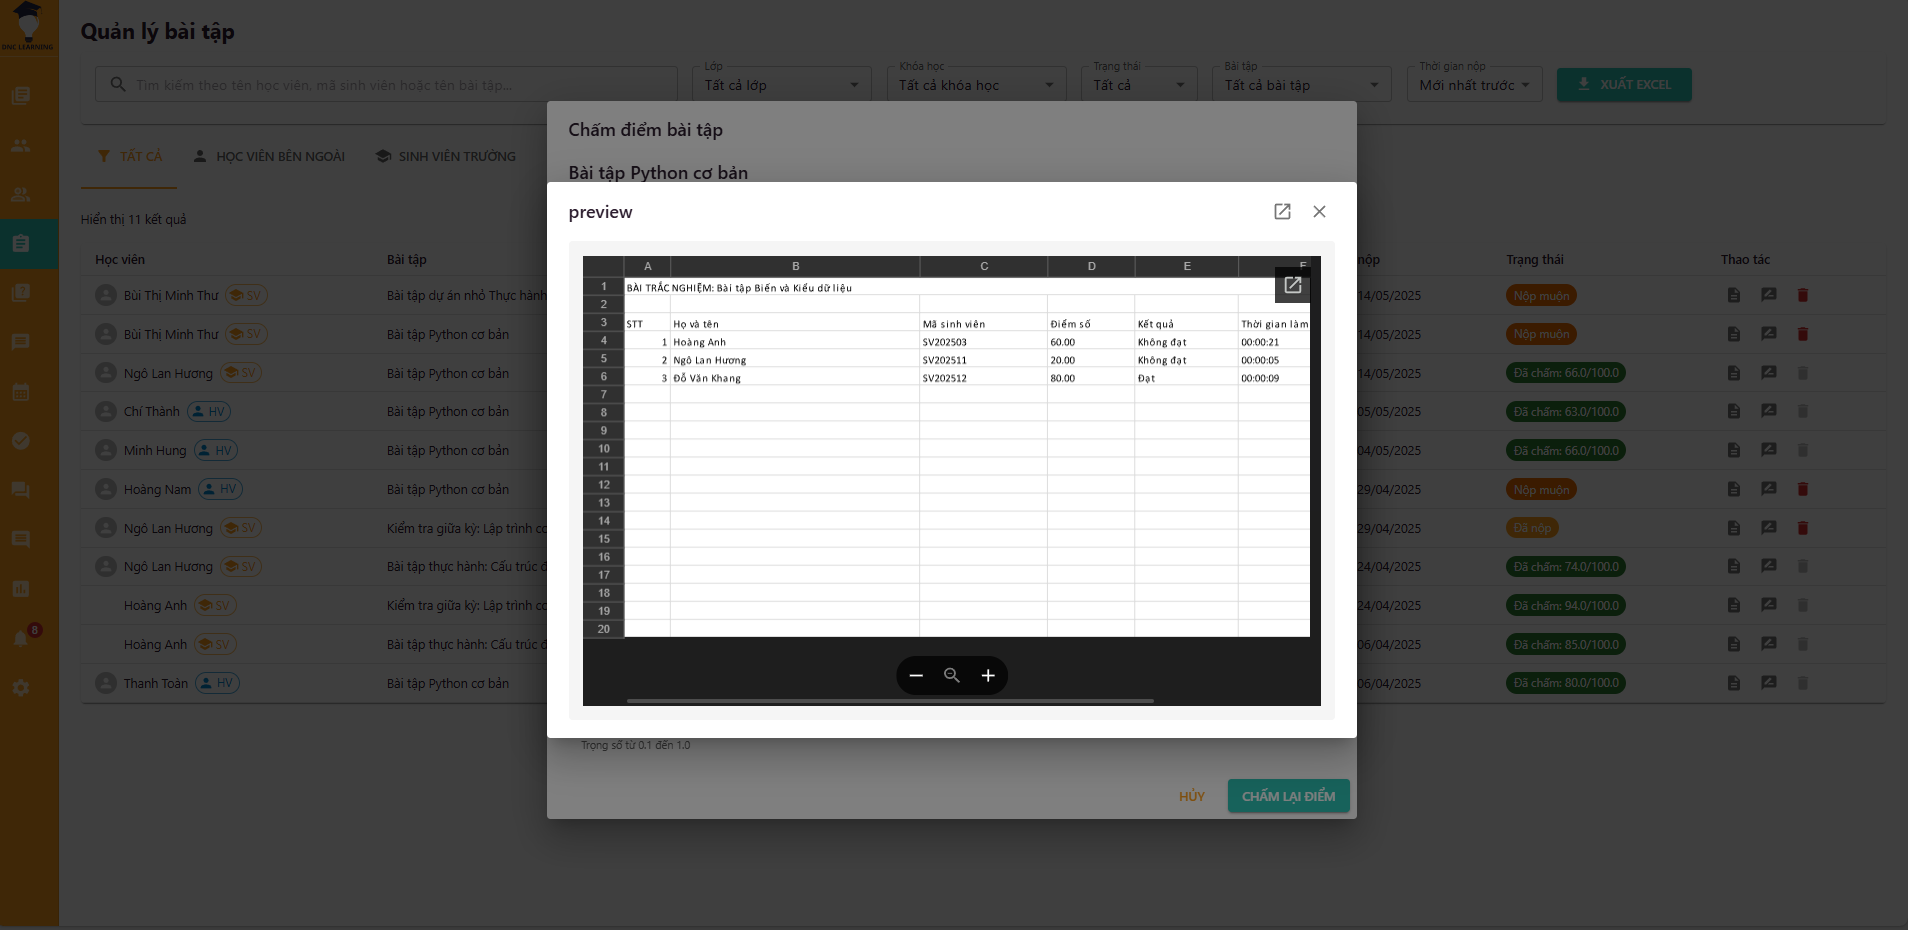 DNC LEARNING
Quản lý bài tập
Tìm kiếm theo tên học viên, mã sinh viên hoặc tên bài tập...
Lớp
Tất cả lớp
Khóa học
Tất cả khóa học
Trạng thái
Tất cả
Bài tập
Tất cả bài tập
Thời gian nộp
Mới nhất trước
XUẤT EXCEL
TẤT CẢ
HỌC VIÊN BÊN NGOÀI
SINH VIÊN TRƯỜNG
Hiển thị 11 kết quả
Học viên
Bài tập
nộp
Trạng thái
Thao tác
Bùi Thị Minh Thư SV Bài tập dự án nhỏ Thực hành 14/05/2025 Nộp muộn
Bùi Thị Minh Thư SV Bài tập Python cơ bản 14/05/2025 Nộp muộn
Ngô Lan Hương SV Bài tập Python cơ bản 14/05/2025 Đã chấm: 66.0/100.0
Chí Thành HV Bài tập Python cơ bản 05/05/2025 Đã chấm: 63.0/100.0
Minh Hung HV Bài tập Python cơ bản 04/05/2025 Đã chấm: 66.0/100.0
Hoàng Nam HV Bài tập Python cơ bản 29/04/2025 Nộp muộn
Ngô Lan Hương SV Kiểm tra giữa kỳ: Lập trình cơ 29/04/2025 Đã nộp
Ngô Lan Hương SV Bài tập thực hành: Cấu trúc đ 24/04/2025 Đã chấm: 74.0/100.0
Hoàng Anh SV Kiểm tra giữa kỳ: Lập trình cơ 24/04/2025 Đã chấm: 94.0/100.0
Hoàng Anh SV Bài tập thực hành: Cấu trúc đ 06/04/2025 Đã chấm: 85.0/100.0
Thanh Toàn HV Bài tập Python cơ bản 06/04/2025 Đã chấm: 80.0/100.0
8
Chấm điểm bài tập
Bài tập Python cơ bản
preview
A B C D E F
1 BÀI TRẮC NGHIỆM: Bài tập Biến và Kiểu dữ liệu
2
3 STT Họ và tên Mã sinh viên Điểm số Kết quả Thời gian làm
4 1 Hoàng Anh SV202503 60.00 Không đạt 00:00:21
5 2 Ngô Lan Hương SV202511 20.00 Không đạt 00:00:05
6 3 Đỗ Văn Khang SV202512 80.00 Đạt 00:00:09
7
8
9
10
11
12
13
14
15
16
17
18
19
20
Trọng số từ 0.1 đến 1.0
HỦY
CHẤM LẠI ĐIỂM